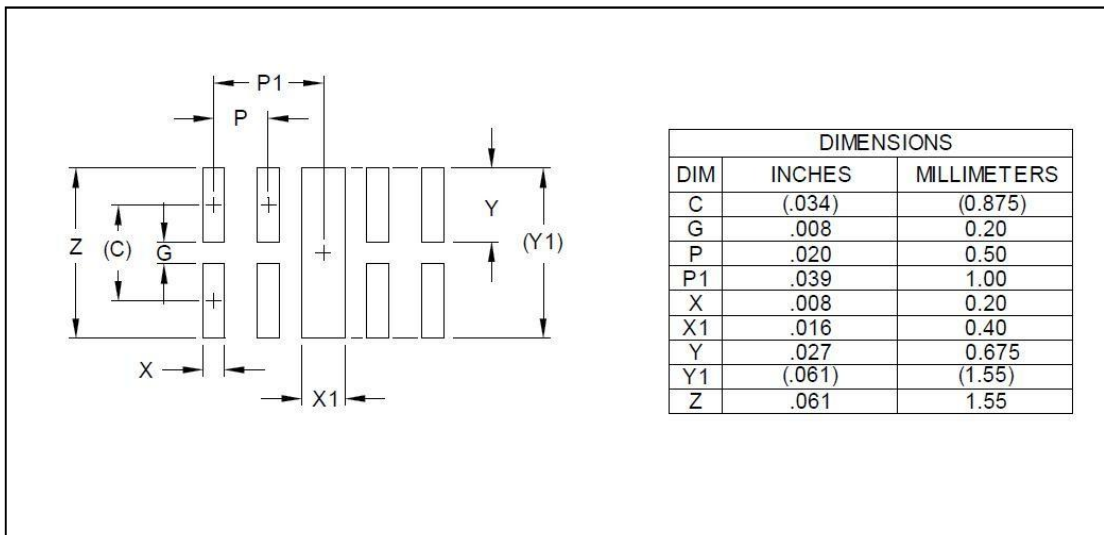 P1
P
Z
(C)
G
Y
(Y1)
X
X1
DIMENSIONS
DIM INCHES MILLIMETERS
C (.034) (0.875)
G .008 0.20
P .020 0.50
P1 .039 1.00
X .008 0.20
X1 .016 0.40
Y .027 0.675
Y1 (.061) (1.55)
Z .061 1.55